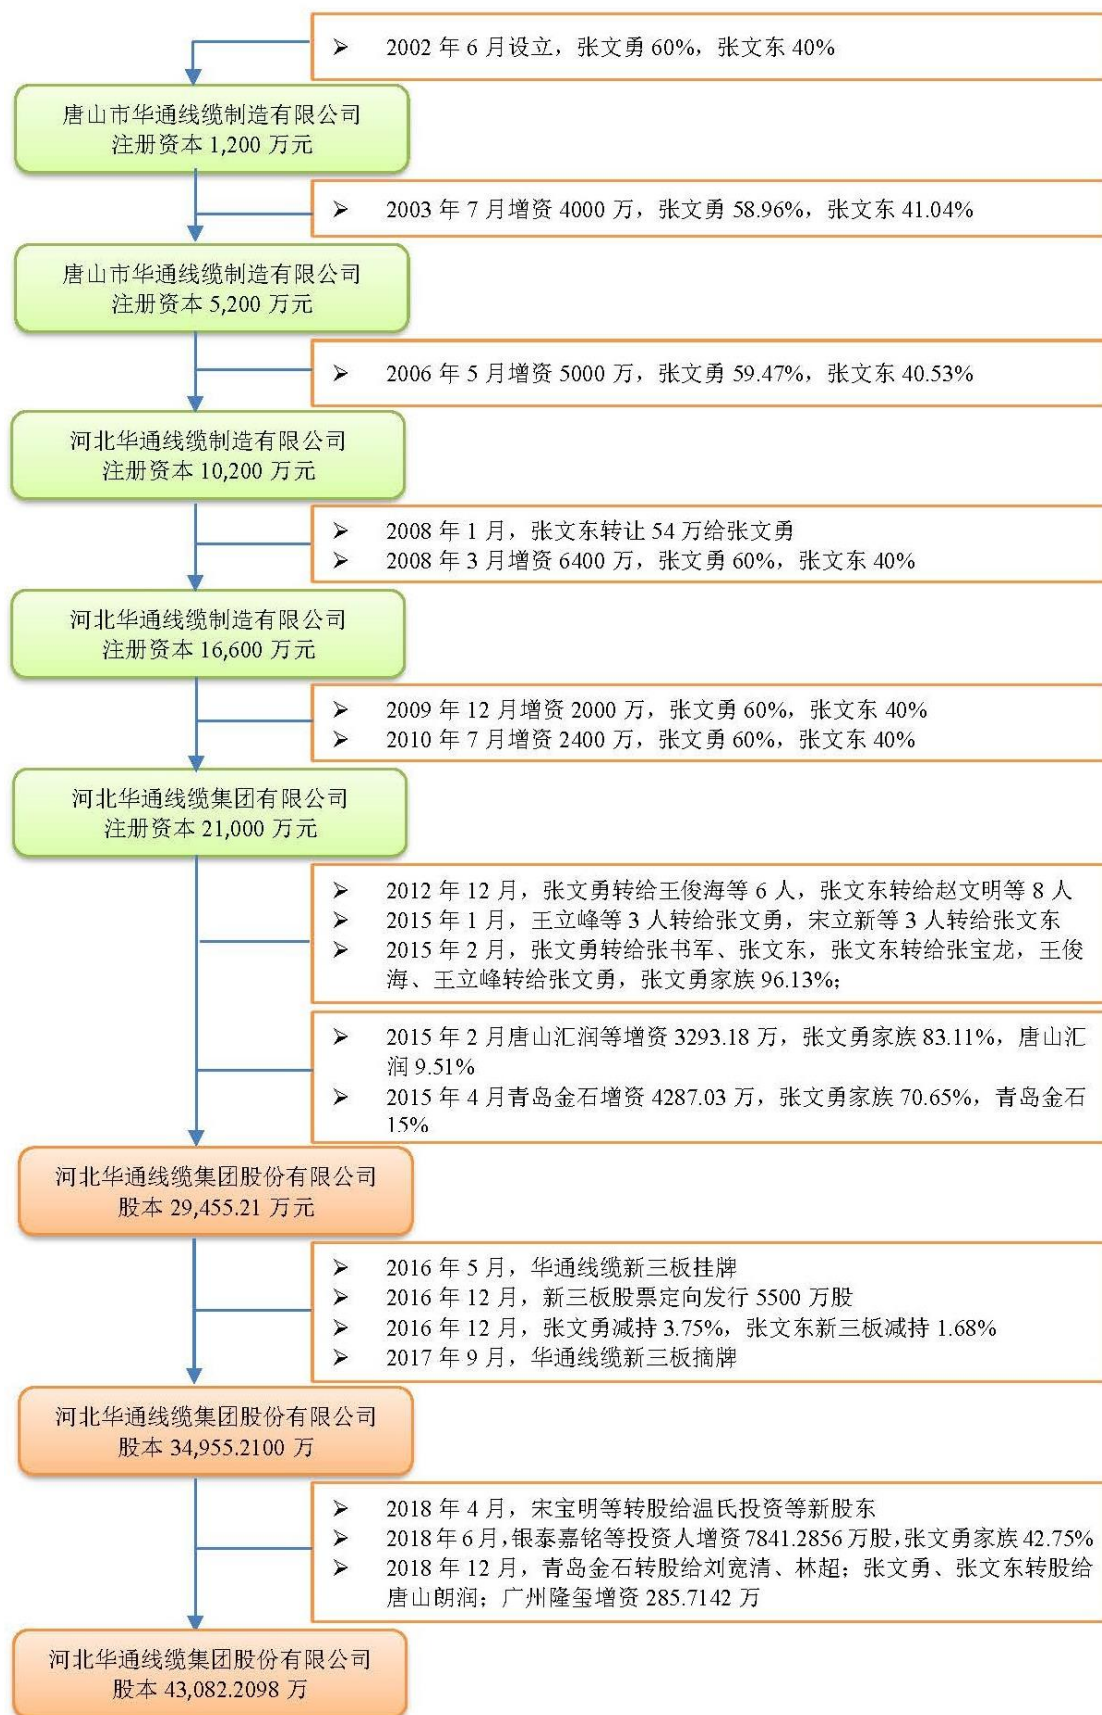 ➢ 2002 年 6 月设立，张文勇 60%，张文东 40%
唐山市华通线缆制造有限公司
注册资本 1,200 万元
➢ 2003 年 7 月增资 4000 万，张文勇 58.96%，张文东 41.04%
唐山市华通线缆制造有限公司
注册资本 5,200 万元
➢ 2006 年 5 月增资 5000 万，张文勇 59.47%，张文东 40.53%
河北华通线缆制造有限公司
注册资本 10,200 万元
➢ 2008 年 1 月，张文东转让 54 万给张文勇
➢ 2008 年 3 月增资 6400 万，张文勇 60%，张文东 40%
河北华通线缆制造有限公司
注册资本 16,600 万元
➢ 2009 年 12 月增资 2000 万，张文勇 60%，张文东 40%
➢ 2010 年 7 月增资 2400 万，张文勇 60%，张文东 40%
河北华通线缆集团有限公司
注册资本 21,000 万元
➢ 2012 年 12 月，张文勇转给王俊海等 6 人，张文东转给赵文明等 8 人
➢ 2015 年 1 月，王立峰等 3 人转给张文勇，宋立新等 3 人转给张文东
➢ 2015 年 2 月，张文勇转给张书军、张文东，张文东转给张宝龙，王俊
海、王立峰转给张文勇，张文勇家族 96.13%；
➢ 2015 年 2 月唐山汇润等增资 3293.18 万，张文勇家族 83.11%，唐山汇
润 9.51%
➢ 2015 年 4 月青岛金石增资 4287.03 万，张文勇家族 70.65%，青岛金石
15%
河北华通线缆集团股份有限公司
股本 29,455.21 万元
➢ 2016 年 5 月，华通线缆新三板挂牌
➢ 2016 年 12 月，新三板股票定向发行 5500 万股
➢ 2016 年 12 月，张文勇减持 3.75%，张文东新三板减持 1.68%
➢ 2017 年 9 月，华通线缆新三板摘牌
河北华通线缆集团股份有限公司
股本 34,955.2100 万
➢ 2018 年 4 月，宋宝明等转股给温氏投资等新股东
➢ 2018 年 6 月，银泰嘉铭等投资人增资 7841.2856 万股，张文勇家族 42.75%
➢ 2018 年 12 月，青岛金石转股给刘宽清、林超；张文勇、张文东转股给
唐山朗润；广州隆玺增资 285.7142 万
河北华通线缆集团股份有限公司
股本 43,082.2098 万